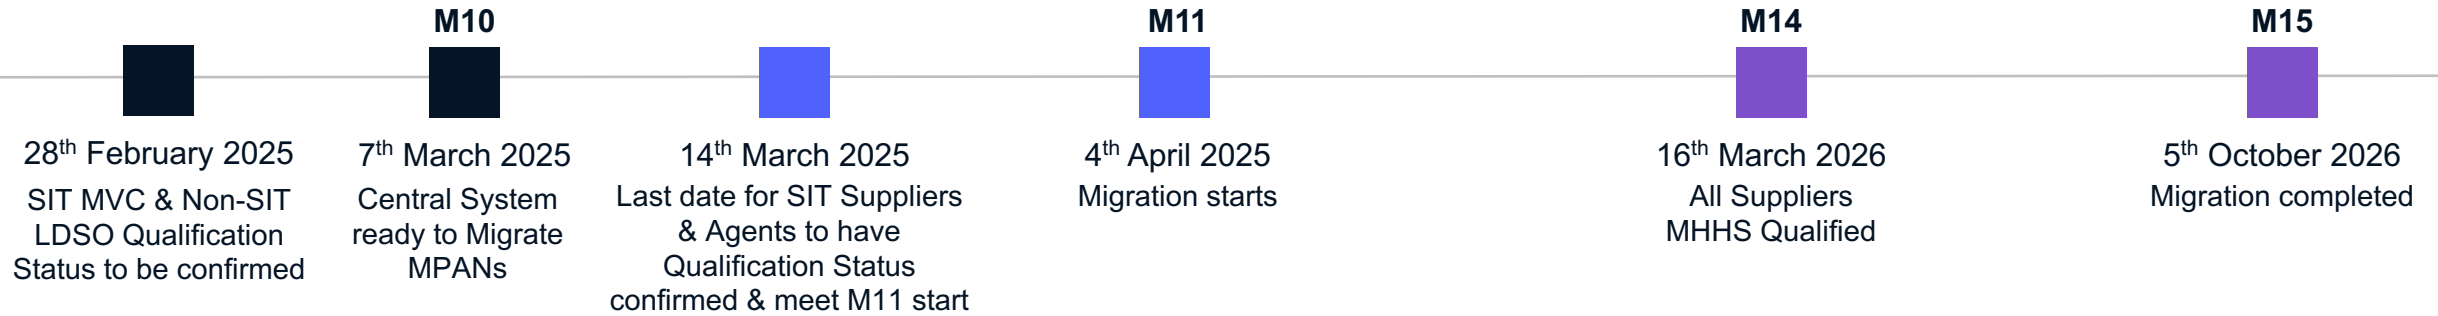 28th February 2025
SIT MVC & Non-SIT
LDSO Qualification
Status to be confirmed
M10
7th March 2025
Central System
ready to Migrate
MPANs
14th March 2025
Last date for SIT Suppliers
& Agents to have
Qualification Status
confirmed & meet M11 start
M11
4th April 2025
Migration starts
M14
16th March 2026
All Suppliers
MHHS Qualified
M15
5th October 2026
Migration completed